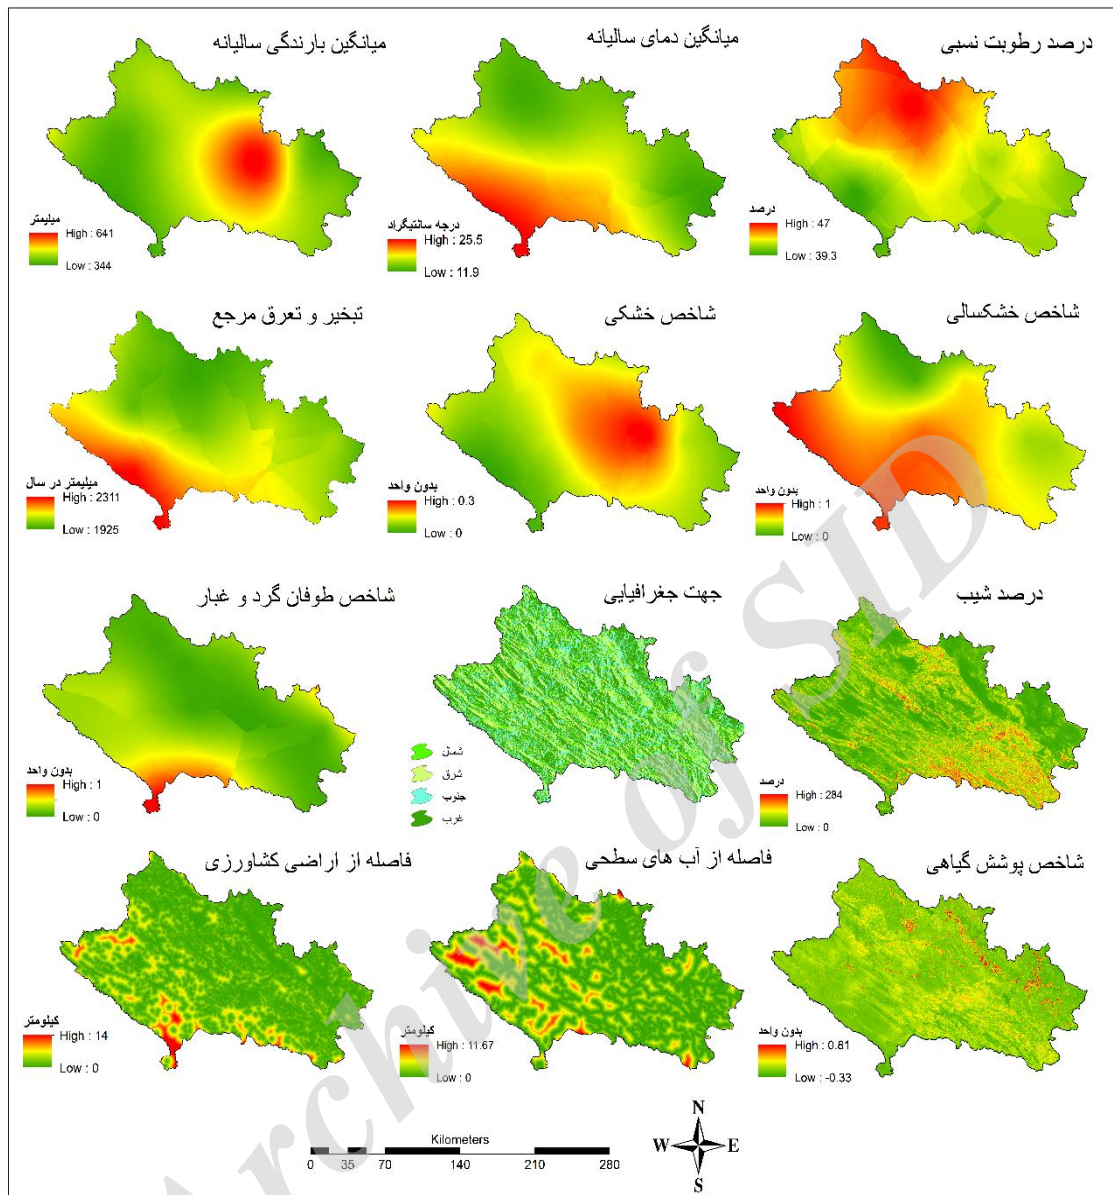 میانگین بارندگی سالیانه
میلیمتر
High : 641
Low : 344
میانگین دمای سالیانه
درجه سانتیگراد
High : 25.5
Low : 11.9
درصد رطوبت نسبی
درصد
High : 47
Low : 39.3
تبخیر و تعرق مرجع
میلیمتر در سال
High : 2311
Low : 1925
شاخص خشکی
بدون واحد
High : 0.3
Low : 0
شاخص خشکسالی
بدون واحد
High : 1
Low : 0
شاخص طوفان گرد و غبار
بدون واحد
High : 1
Low : 0
جهت جغرافیایی
شمال
شرق
جنوب
غرب
درصد شیب
درصد
High : 284
Low : 0
فاصله از اراضی کشاورزی
کیلومتر
High : 14
Low : 0
فاصله از آب های سطحی
کیلومتر
High : 11.67
Low : 0
شاخص پوشش گیاهی
بدون واحد
High : 0.81
Low : -0.33
Kilometers
0 35 70 140 210 280
N
W E
S
Archive of SID